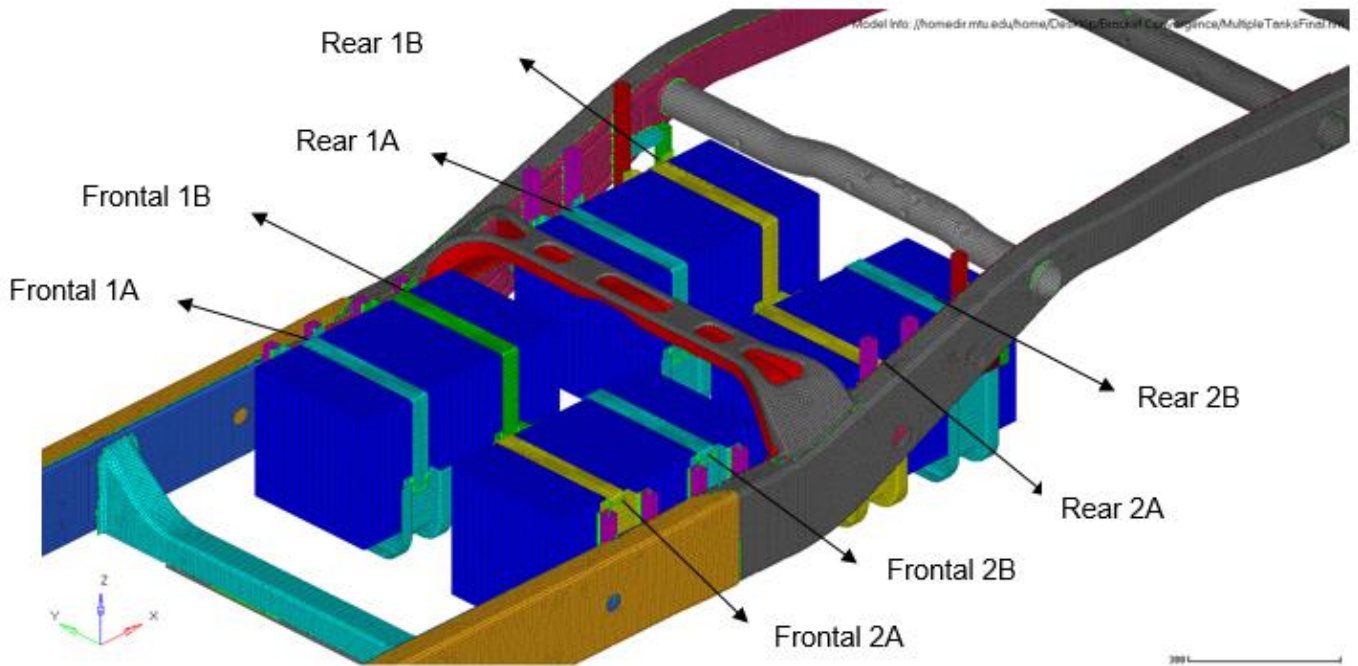 Model Info: //homedir.mtu.edu/home/Desktop/Bracket Convergence/MultipleTanksFinal.hm
Rear 1B
Rear 1A
Frontal 1B
Frontal 1A
Rear 2B
Rear 2A
Frontal 2B
Frontal 2A
Z
Y
X
300